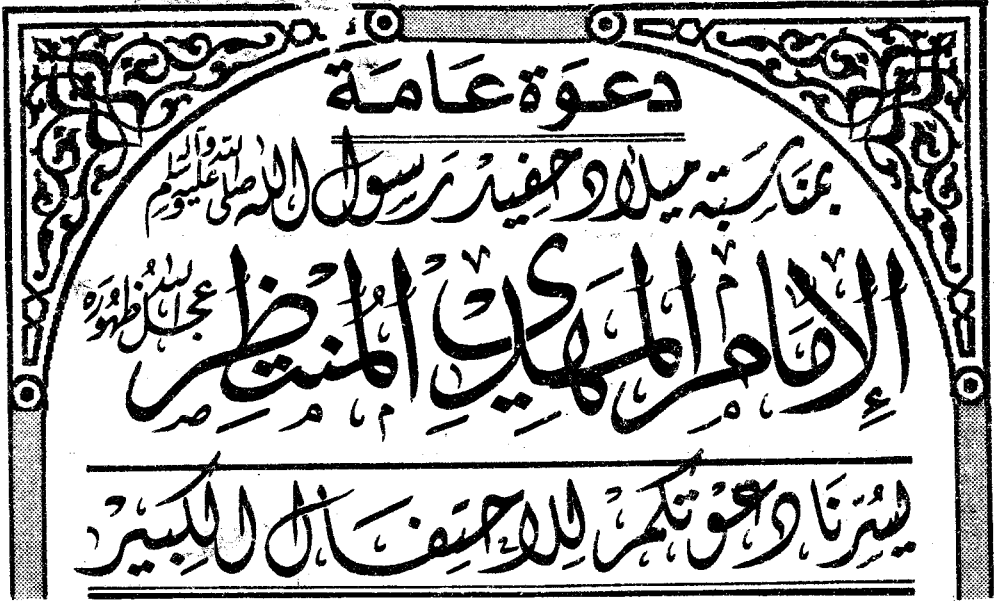 دعوة عامة
بمناسبة ميلاد حفيد رسول الله صلى الله عليه وآله وسلم
الإمام المهدي المنتظر عجل الله ظهوره
يسرنا دعوتكم للاحتفال الكبير